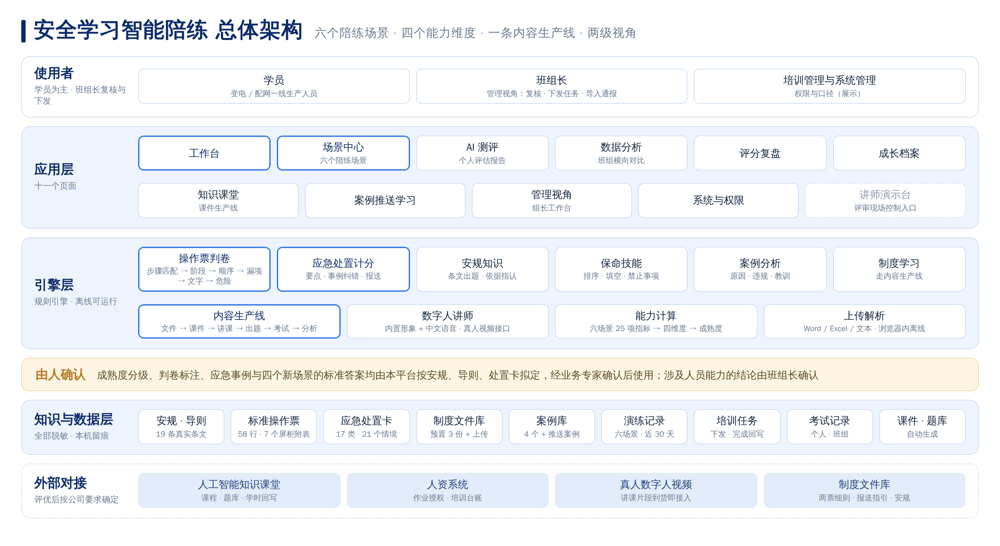 安全学习智能陪练 总体架构
六个陪练场景 · 四个能力维度 · 一条内容生产线 · 两级视角
使用者
学员为主 · 班组长复核与
下发
学员
变电 / 配网一线生产人员
班组长
管理视角：复核 · 下发任务 · 导入通报
培训管理与系统管理
权限与口径（展示）
应用层
十一个页面
工作台
场景中心
六个陪练场景
AI 测评
个人评估报告
数据分析
班组横向对比
评分复盘
成长档案
知识课堂
课件生产线
案例推送学习
管理视角
组长工作台
系统与权限
讲师演示台
评审现场控制入口
引擎层
规则引擎 · 离线可运行
操作票判卷
步骤匹配 → 阶段 → 顺序 → 漏项
→ 文字 → 危险
应急处置计分
要点 · 事例纠错 · 报送
安规知识
条文出题 · 依据指认
保命技能
排序 · 填空 · 禁止事项
案例分析
原因 · 违规 · 教训
制度学习
走内容生产线
内容生产线
文件 → 课件 → 讲课 → 出题 → 考试 → 分析
数字人讲师
内置形象 + 中文语音 · 真人视频接口
能力计算
六场景 25 项指标 → 四维度 → 成熟度
上传解析
Word / Excel / 文本 · 浏览器内离线
由人确认
成熟度分级、判卷标注、应急事例与四个新场景的标准答案均由本平台按安规、导则、处置卡拟定，经业务专家确认后使用；涉及人员能力的结论由班组长确认
知识与数据层
全部脱敏 · 本机留痕
安规 · 导则
19 条真实条文
标准操作票
58 行 · 7 个屏柜附表
应急处置卡
17 类 · 21 个情境
制度文件库
预置 3 份 + 上传
案例库
4 个 + 推送案例
演练记录
六场景 · 近 30 天
培训任务
下发 · 完成回写
考试记录
个人 · 班组
课件 · 题库
自动生成
外部对接
评优后按公司要求确定
人工智能知识课堂
课程 · 题库 · 学时回写
人资系统
作业授权 · 培训台账
真人数字人视频
讲课片段到货即接入
制度文件库
两票细则 · 报送指引 · 安规